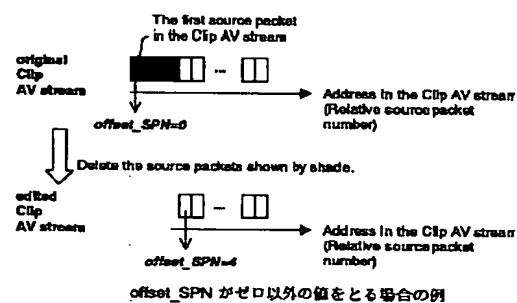 The first source packet
in the Clip AV stream
original
Clip
AV stream
...
Address in the Clip AV stream
(Relative source packet
number)
offset_SPN=0
Delete the source packets shown by shade.
edited
Clip
AV stream
...
Address in the Clip AV stream
(Relative source packet
number)
offset_SPN=4
offset_SPN がゼロ以外の値をとる場合の例